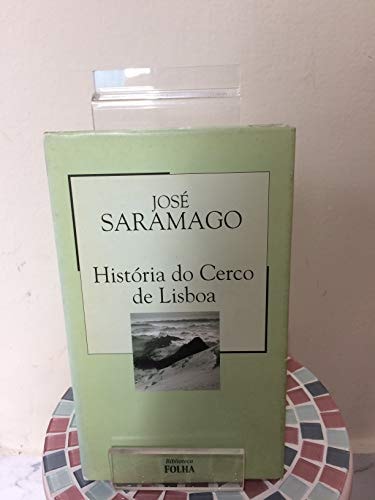 JOSÉ
SARAMAGO
História do Cerco
de Lisboa
Biblioteca
FOLHA